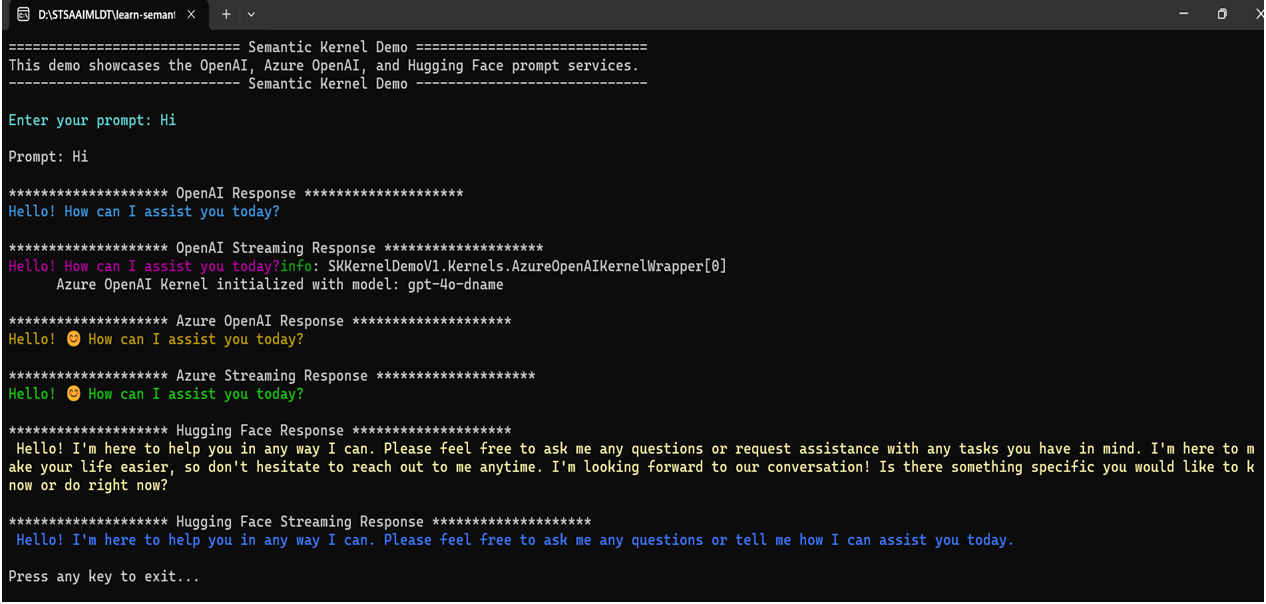 D:\STSAAIMLDT\learn-semant
============================= Semantic Kernel Demo =============================
This demo showcases the OpenAI, Azure OpenAI, and Hugging Face prompt services.
----------------------------- Semantic Kernel Demo -----------------------------
Enter your prompt: Hi
Prompt: Hi
******************** OpenAI Response ********************
Hello! How can I assist you today?
******************** OpenAI Streaming Response ********************
Hello! How can I assist you today?info: SKKernelDemoV1.Kernels.AzureOpenAIKernelWrapper[0]
      Azure OpenAI Kernel initialized with model: gpt-4o-dname
******************** Azure OpenAI Response ********************
Hello! 😊 How can I assist you today?
******************** Azure Streaming Response ********************
Hello! 😊 How can I assist you today?
******************** Hugging Face Response ********************
 Hello! I'm here to help you in any way I can. Please feel free to ask me any questions or request assistance with any tasks you have in mind. I'm here to m
ake your life easier, so don't hesitate to reach out to me anytime. I'm looking forward to our conversation! Is there something specific you would like to k
now or do right now?
******************** Hugging Face Streaming Response ********************
 Hello! I'm here to help you in any way I can. Please feel free to ask me any questions or tell me how I can assist you today.
Press any key to exit...